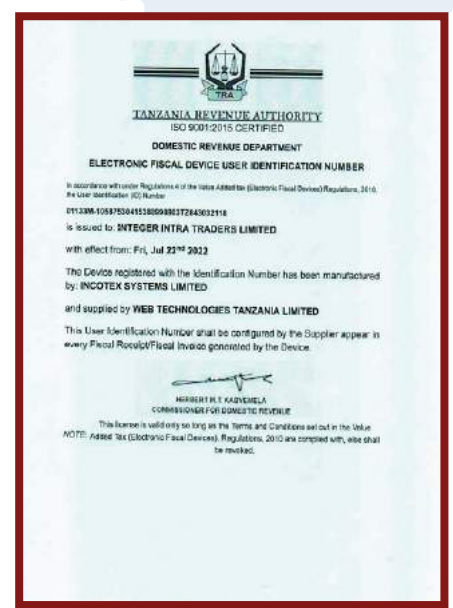 TRA
TANZANIA REVENUE AUTHORITY
ISO 9001:2015 CERTIFIED
DOMESTIC REVENUE DEPARTMENT
ELECTRONIC FISCAL DEVICE USER IDENTIFICATION NUMBER
In accordance with under Regulations 4 of the Value Added tax (Electronic Fiscal Devices) Regulations, 2010,
the User Identification (ID) Number
is issued to: INTEGER INTRA TRADERS LIMITED
with effect from: Fri, Jul 22nd 2022
The Device registered with the Identification Number has been manufactured
by: INCOTEX SYSTEMS LIMITED
and supplied by WEB TECHNOLOGIES TANZANIA LIMITED
This User Identification Number shall be configured by the Supplier appear in
every Fiscal Receipt/Fiscal Invoice generated by the Device.
HERBERT M.T.
COMMISSIONER FOR DOMESTIC REVENUE
This license is valid only so long as the Terms and Conditions set out in the Value
NOTE: Added Tax (Electronic Fiscal Devices), Regulations, 2010 are complied with, else shall
be revoked.